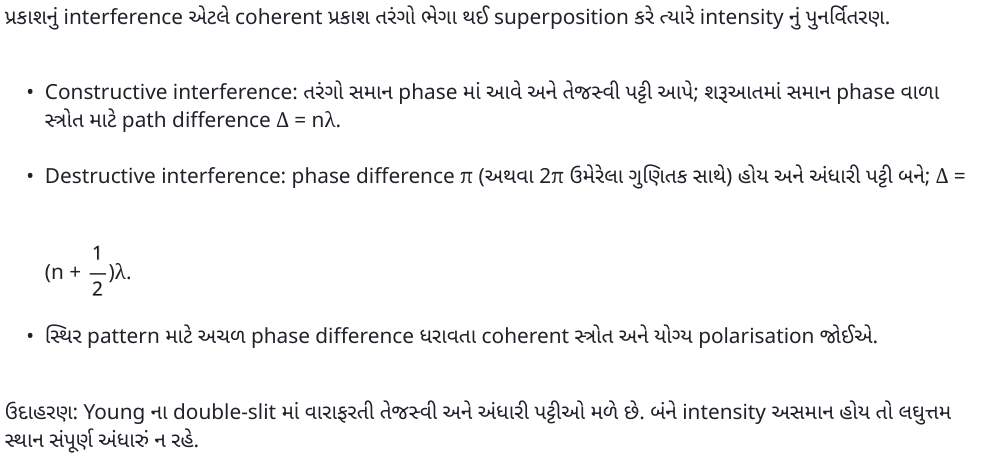 પ્રકાશનું interference એટલે coherent પ્રકાશ તરંગો ભેગા થઈ superposition કરે ત્યારે intensity નું પુનર્વિતરણ.
• Constructive interference: તરંગો સમાન phase માં આવે અને તેજસ્વી પટ્ટી આપે; શરૂઆતમાં સમાન phase વાળા
સ્ત્રોત માટે path difference Δ = nλ.
• Destructive interference: phase difference π (અથવા 2π ઉમેરેલા ગુણિતક સાથે) હોય અને અંધારી પટ્ટી બને; Δ =
(n + \frac{1}{2})λ.
• સ્થિર pattern માટે અચળ phase difference ધરાવતા coherent સ્ત્રોત અને યોગ્ય polarisation જોઈએ.
ઉદાહરણ: Young ના double-slit માં વારાફરતી તેજસ્વી અને અંધારી પટ્ટીઓ મળે છે. બંને intensity અસમાન હોય તો લઘુત્તમ
સ્થાન સંપૂર્ણ અંધારું ન રહે.